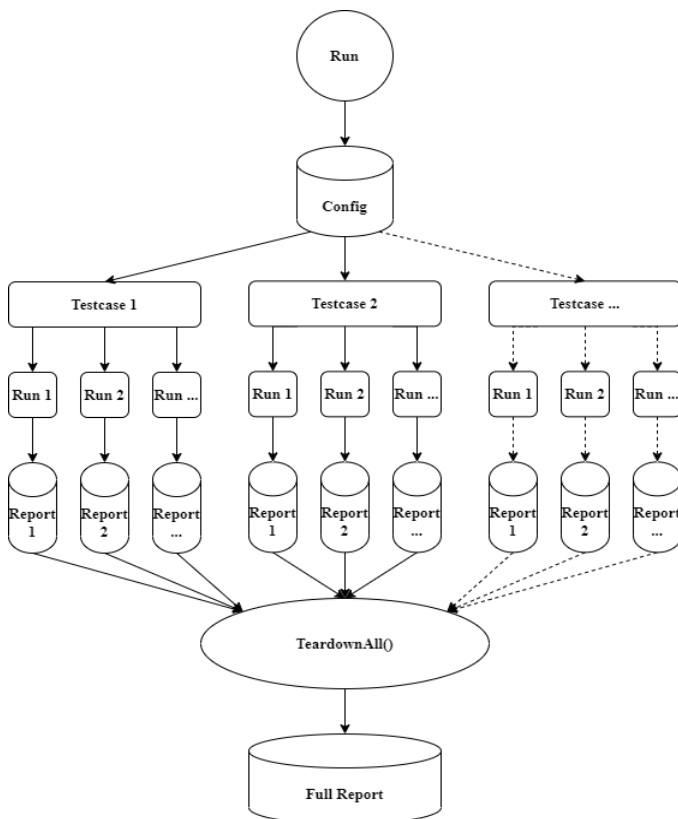 Run
Config
Testcase 1
Testcase 2
Testcase ...
Run 1
Run 2
Run ...
Run 1
Run 2
Run ...
Run 1
Run 2
Run ...
Report
1
Report
2
Report
...
Report
1
Report
2
Report
...
Report
1
Report
2
Report
...
TeardownAll()
Full Report